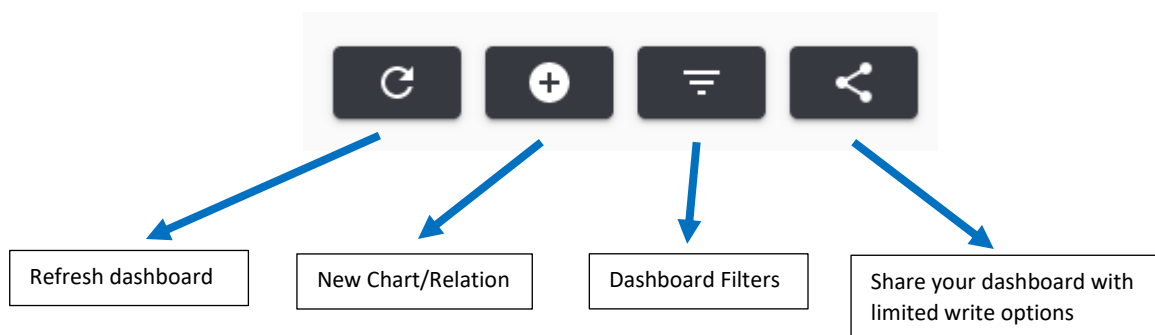 Refresh dashboard
New Chart/Relation
Dashboard Filters
Share your dashboard with
limited write options